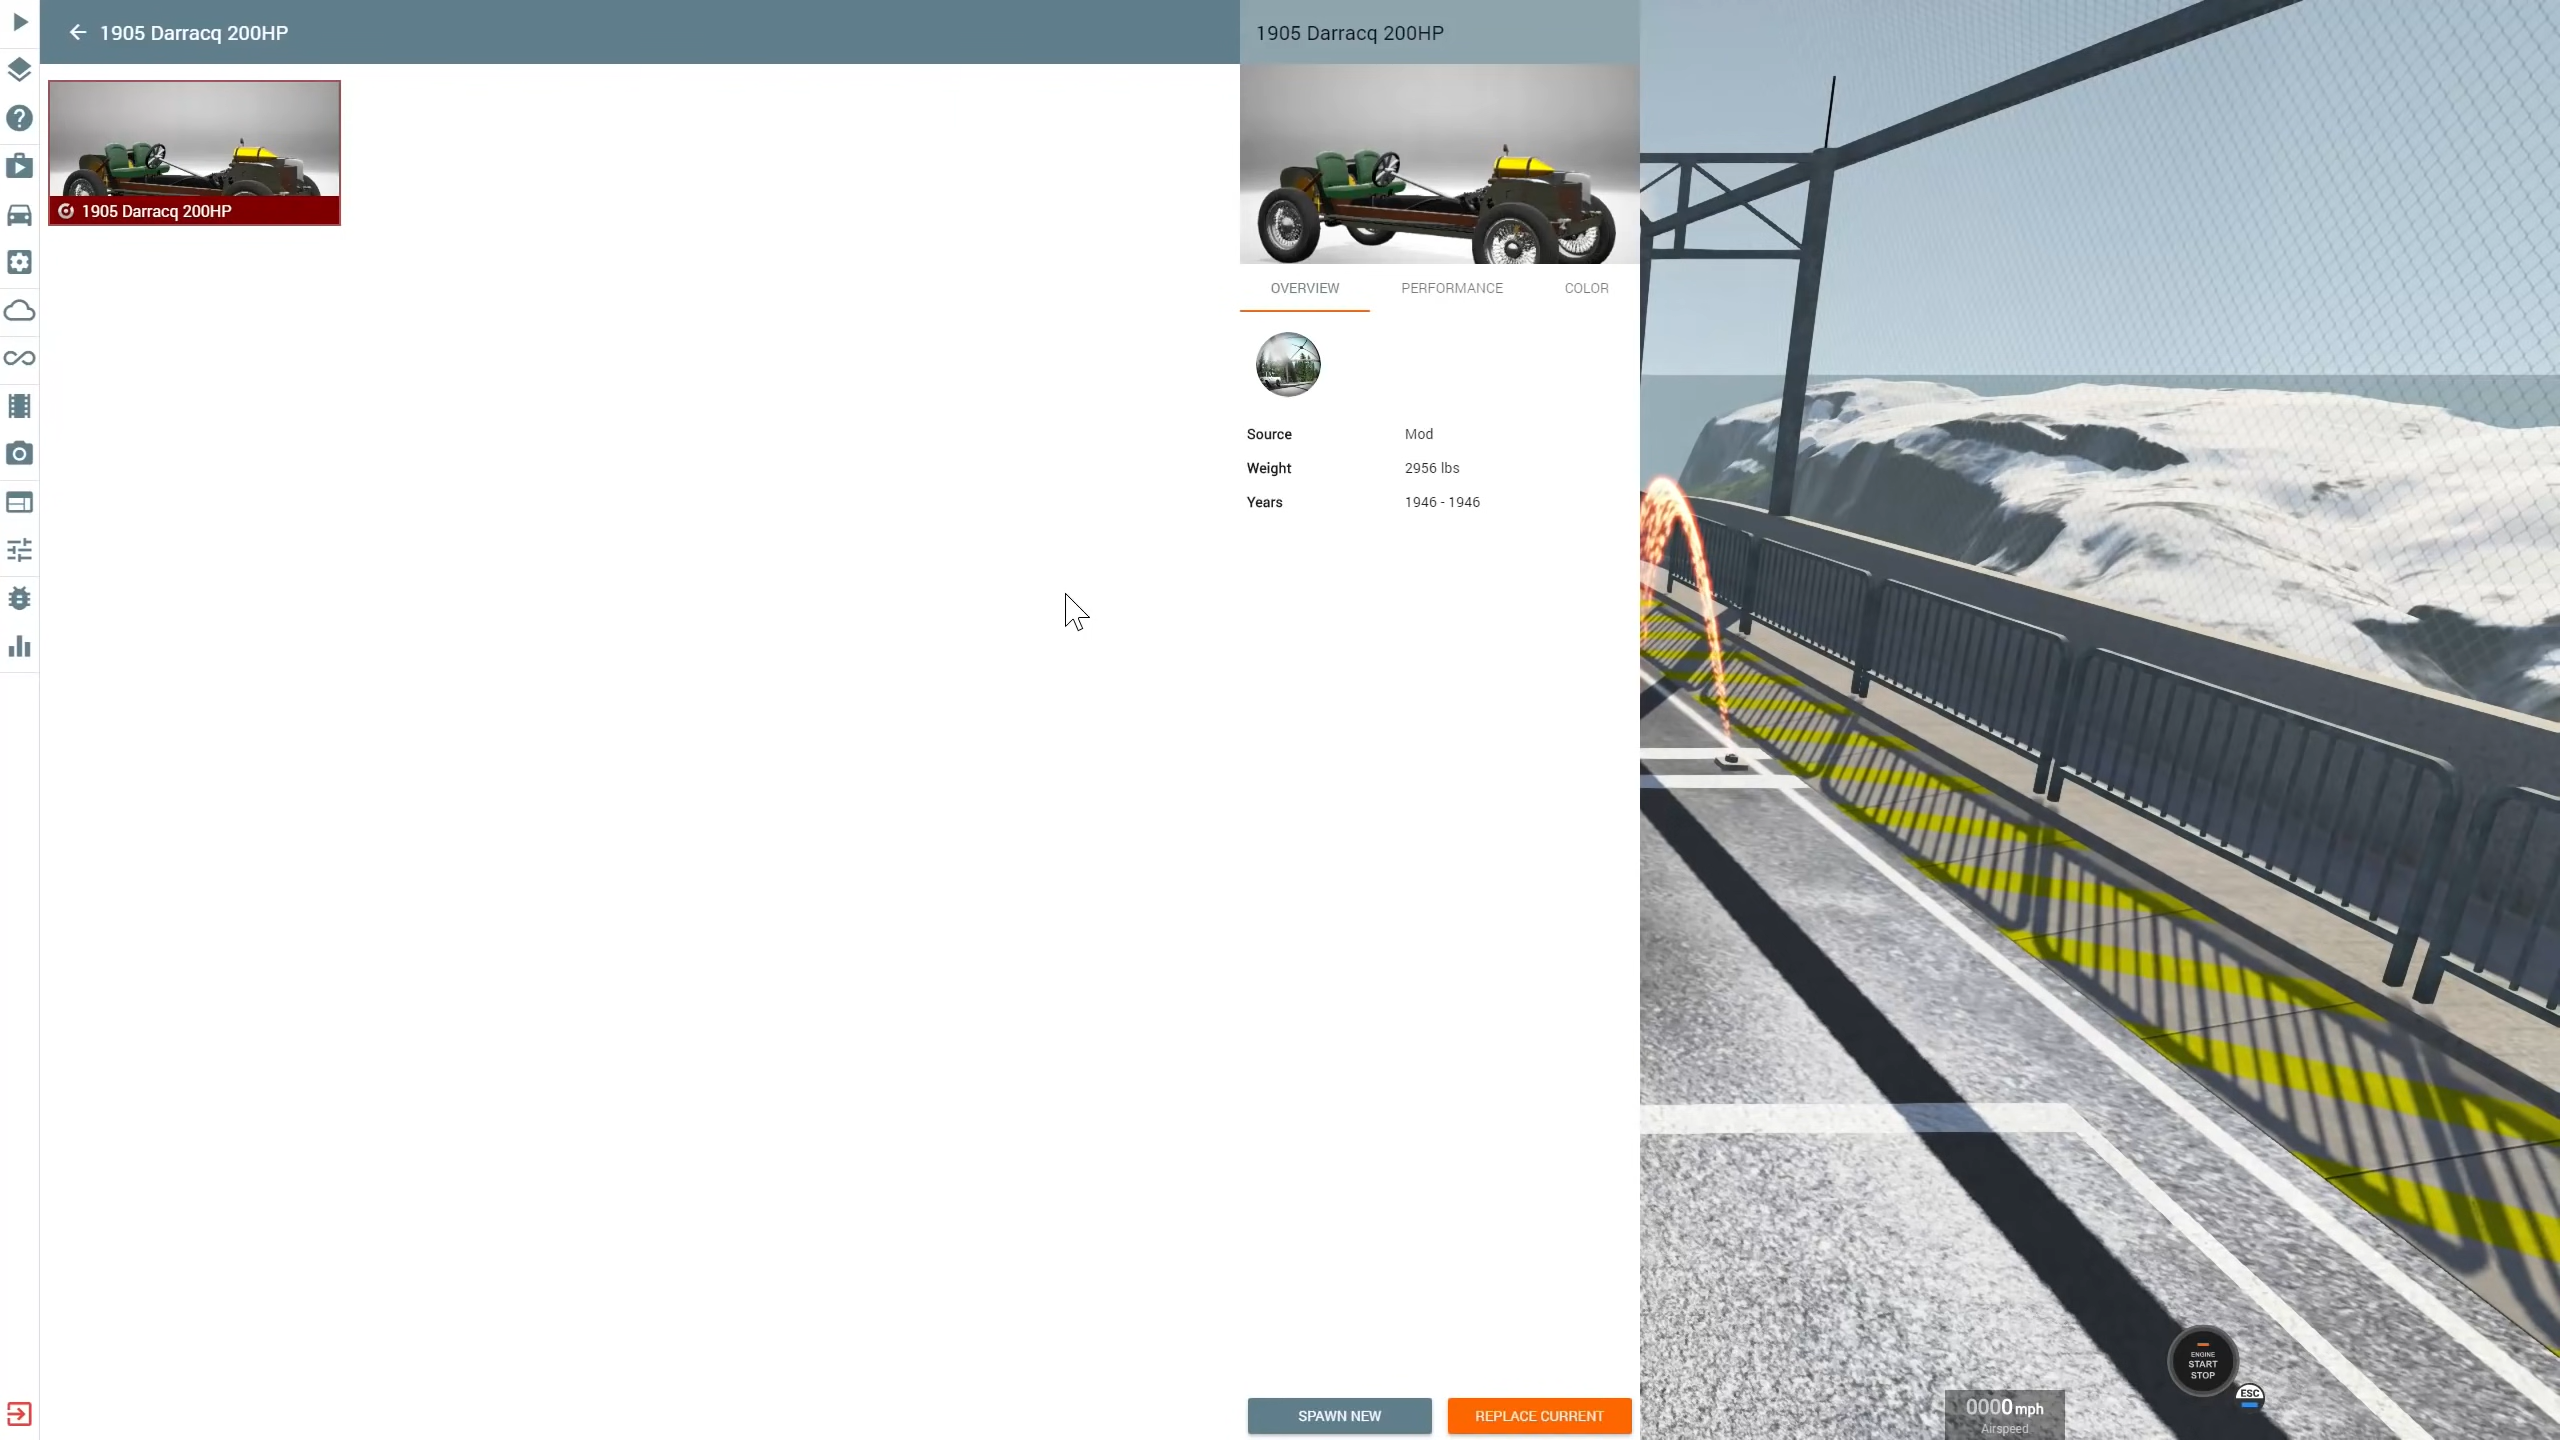 1905 Darracq 200HP
1905 Darracq 200HP
1905 Darracq 200HP
OVERVIEW
PERFORMANCE
COLOR
Source Mod
Weight 2956 lbs
Years 1946 - 1946
SPAWN NEW
REPLACE CURRENT
ENGINE
START
STOP
ESC
0000 mph
Airspeed